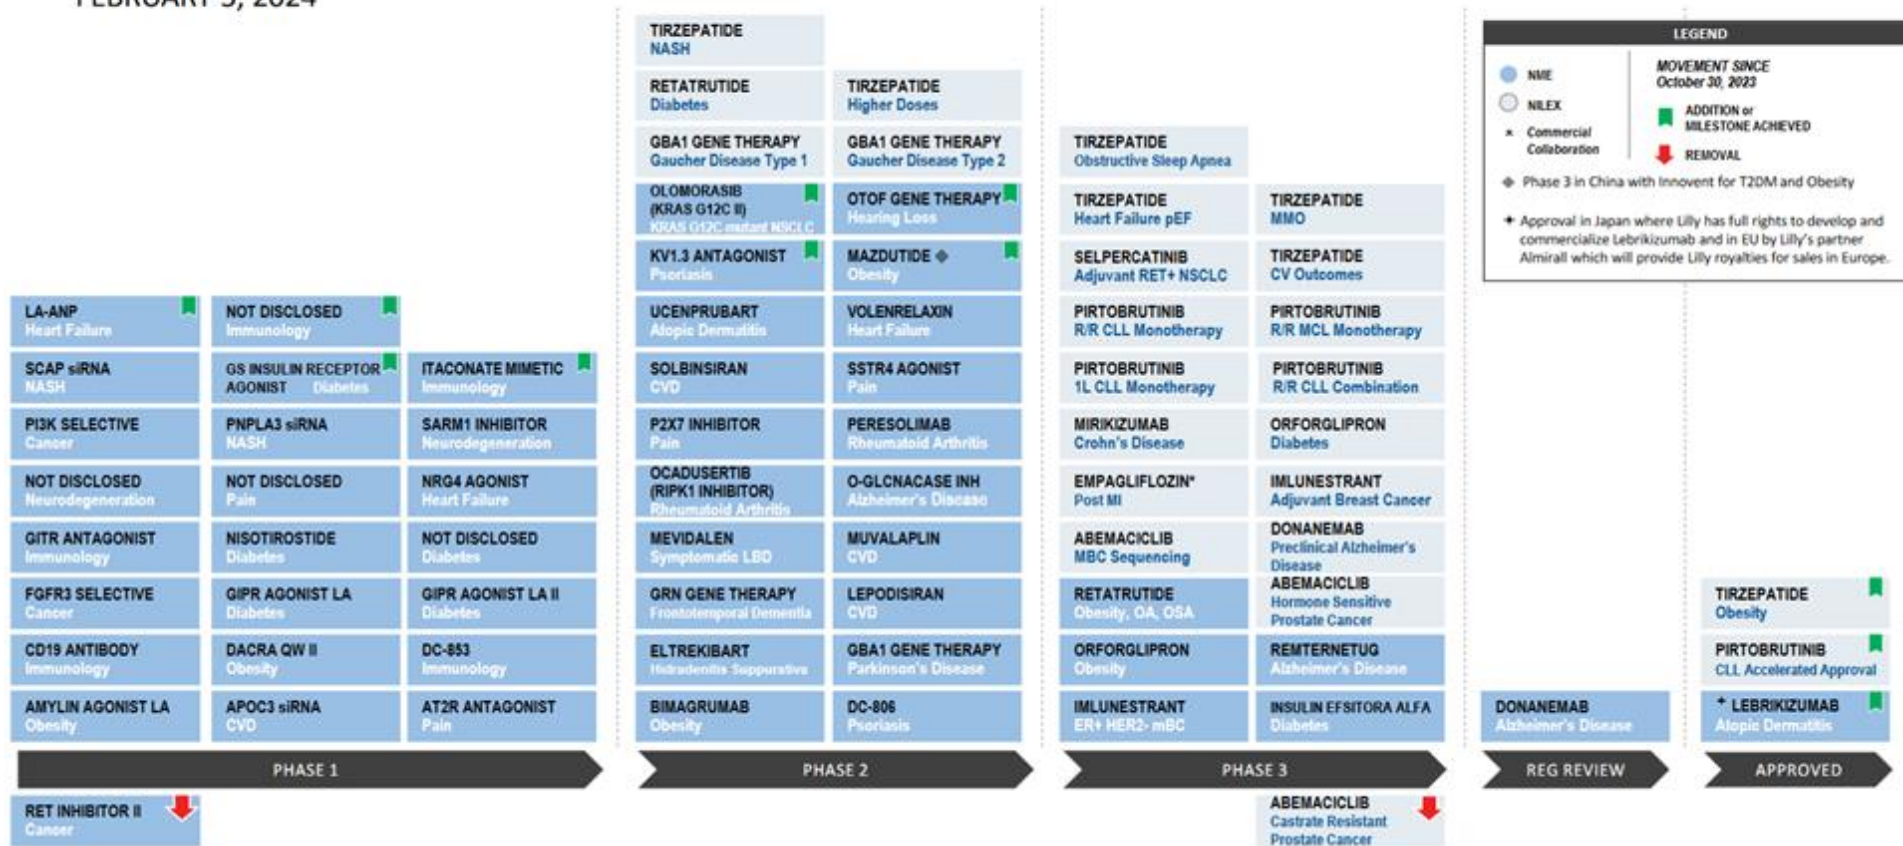 FEBRUARY 5, 2024
TIRZEPATIDE
NASH
RETATRUTIDE
Diabetes
TIRZEPATIDE
Higher Doses
GBA1 GENE THERAPY
Gaucher Disease Type 1
GBA1 GENE THERAPY
Gaucher Disease Type 2
OLOMORASIB
(KRAS G12C II)
KRAS G12C mutant NSCLC
OTOF GENE THERAPY
Hearing Loss
KV1.3 ANTAGONIST
Psoriasis
MAZDUTIDE ◆
Obesity
UCENPRUBART
Atopic Dermatitis
VOLENRELAXIN
Heart Failure
SOLBINSIRAN
CVD
SSTR4 AGONIST
Pain
P2X7 INHIBITOR
Pain
PERESOLIMAB
Rheumatoid Arthritis
OCADUSERTIB
(RIPK1 INHIBITOR)
Rheumatoid Arthritis
O-GLCNACASE INH
Alzheimer's Disease
MEVIDALEN
Symptomatic LBD
MUVALAPLIN
CVD
GRN GENE THERAPY
Frontotemporal Dementia
LEPODISIRAN
CVD
ELTREKIBART
Hidradenitis Suppurativa
GBA1 GENE THERAPY
Parkinson's Disease
BIMAGRUMAB
Obesity
DC-806
Psoriasis
LA-ANP
Heart Failure
NOT DISCLOSED
Immunology
SCAP siRNA
NASH
GS INSULIN RECEPTOR
AGONIST Diabetes
ITACONATE MIMETIC
Immunology
PI3K SELECTIVE
Cancer
PNPLA3 siRNA
NASH
SARM1 INHIBITOR
Neurodegeneration
NOT DISCLOSED
Neurodegeneration
NOT DISCLOSED
Pain
NRG4 AGONIST
Heart Failure
GITR ANTAGONIST
Immunology
NISOTIROSTIDE
Diabetes
NOT DISCLOSED
Diabetes
FGFR3 SELECTIVE
Cancer
GIPR AGONIST LA
Diabetes
GIPR AGONIST LA II
Diabetes
CD19 ANTIBODY
Immunology
DACRA QW II
Obesity
DC-853
Immunology
AMYLIN AGONIST LA
Obesity
APOC3 siRNA
CVD
AT2R ANTAGONIST
Pain
TIRZEPATIDE
Obstructive Sleep Apnea
TIRZEPATIDE
Heart Failure pEF
TIRZEPATIDE
MMO
SELPERCATINIB
Adjuvant RET+ NSCLC
TIRZEPATIDE
CV Outcomes
PIRTOBRUTINIB
R/R CLL Monotherapy
PIRTOBRUTINIB
R/R MCL Monotherapy
PIRTOBRUTINIB
1L CLL Monotherapy
PIRTOBRUTINIB
R/R CLL Combination
MIRIKIZUMAB
Crohn's Disease
ORFORGLIPRON
Diabetes
EMPAGLIFLOZIN*
Post MI
IMLUNESTRANT
Adjuvant Breast Cancer
ABEMACICLIB
MBC Sequencing
DONANEMAB
Preclinical Alzheimer's
Disease
RETATRUTIDE
Obesity, OA, OSA
ABEMACICLIB
Hormone Sensitive
Prostate Cancer
ORFORGLIPRON
Obesity
REMTERNETUG
Alzheimer's Disease
IMLUNESTRANT
ER+ HER2- mBC
INSULIN EFSITORA ALFA
Diabetes
DONANEMAB
Alzheimer's Disease
TIRZEPATIDE
Obesity
PIRTOBRUTINIB
CLL Accelerated Approval
+ LEBRIKIZUMAB
Atopic Dermatitis
LEGEND
NME
NILEX
* Commercial
Collaboration
MOVEMENT SINCE
October 30, 2023
ADDITION or
MILESTONE ACHIEVED
REMOVAL
◆ Phase 3 in China with Innovent for T2DM and Obesity
+ Approval in Japan where Lilly has full rights to develop and
commercialize Lebrikizumab and in EU by Lilly's partner
Almirall which will provide Lilly royalties for sales in Europe.
PHASE 1
PHASE 2
PHASE 3
REG REVIEW
APPROVED
RET INHIBITOR II
Cancer
ABEMACICLIB
Castrate Resistant
Prostate Cancer